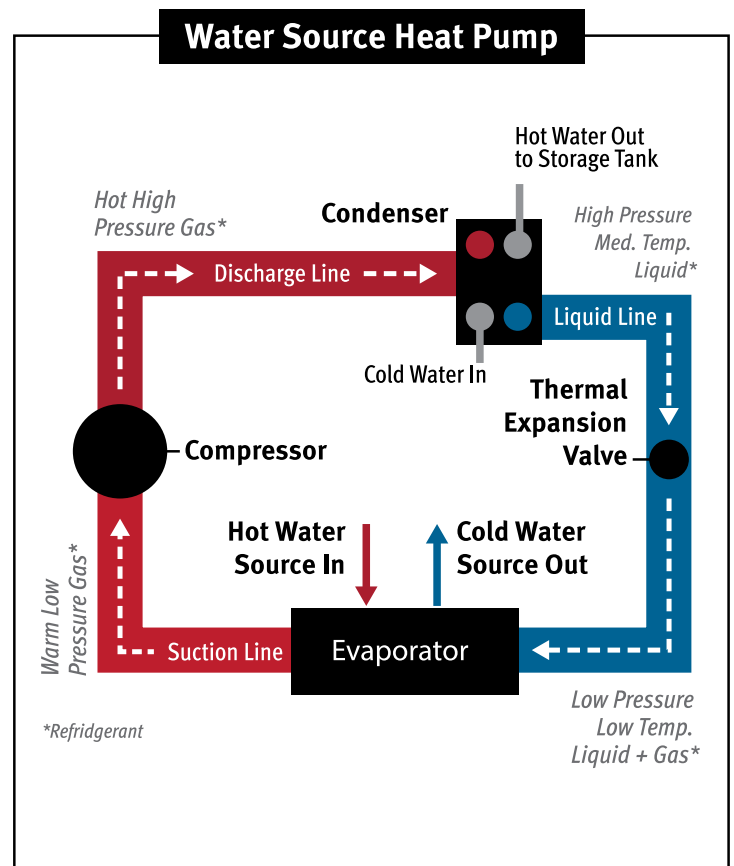 Water Source Heat Pump
Hot Water Out
to Storage Tank
Hot High
Pressure Gas*
Condenser
High Pressure
Med. Temp.
Liquid*
Discharge Line
Liquid Line
Cold Water In
Thermal
Expansion
Valve
Compressor
Hot Water
Source In
Cold Water
Source Out
Warm Low
Pressure Gas*
Suction Line
Evaporator
*Refridgerant
Low Pressure
Low Temp.
Liquid + Gas*